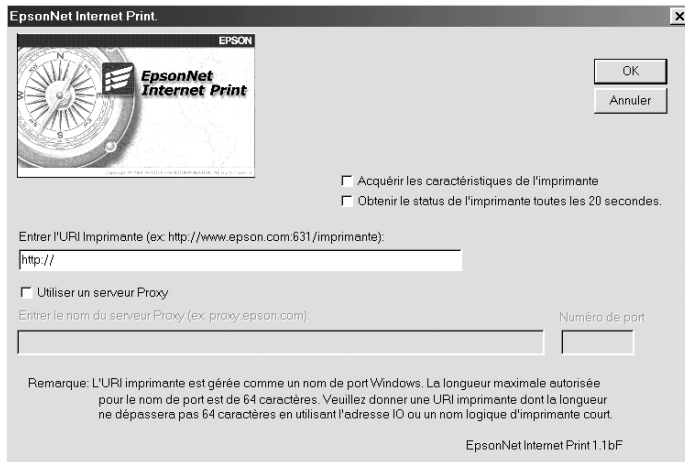 EpsonNet Internet Print.
EPSON
EpsonNet
Internet Print
OK
Annuler
Acquérir les caractéristiques de l'imprimante
Obtenir le status de l'imprimante toutes les 20 secondes.
Entrer l'URI Imprimante (ex: http://www.epson.com:631/imprimante):
http://
Utiliser un serveur Proxy
Entrer le nom du serveur Proxy (ex: proxy.epson.com):
Numéro de port
Remarque: L'URI imprimante est gérée comme un nom de port Windows. La longueur maximale autorisée
pour le nom de port est de 64 caractères. Veuillez donner une URI imprimante dont la longueur
ne dépassera pas 64 caractères en utilisant l'adresse IO ou un nom logique d'imprimante court.
EpsonNet Internet Print 1.1bF